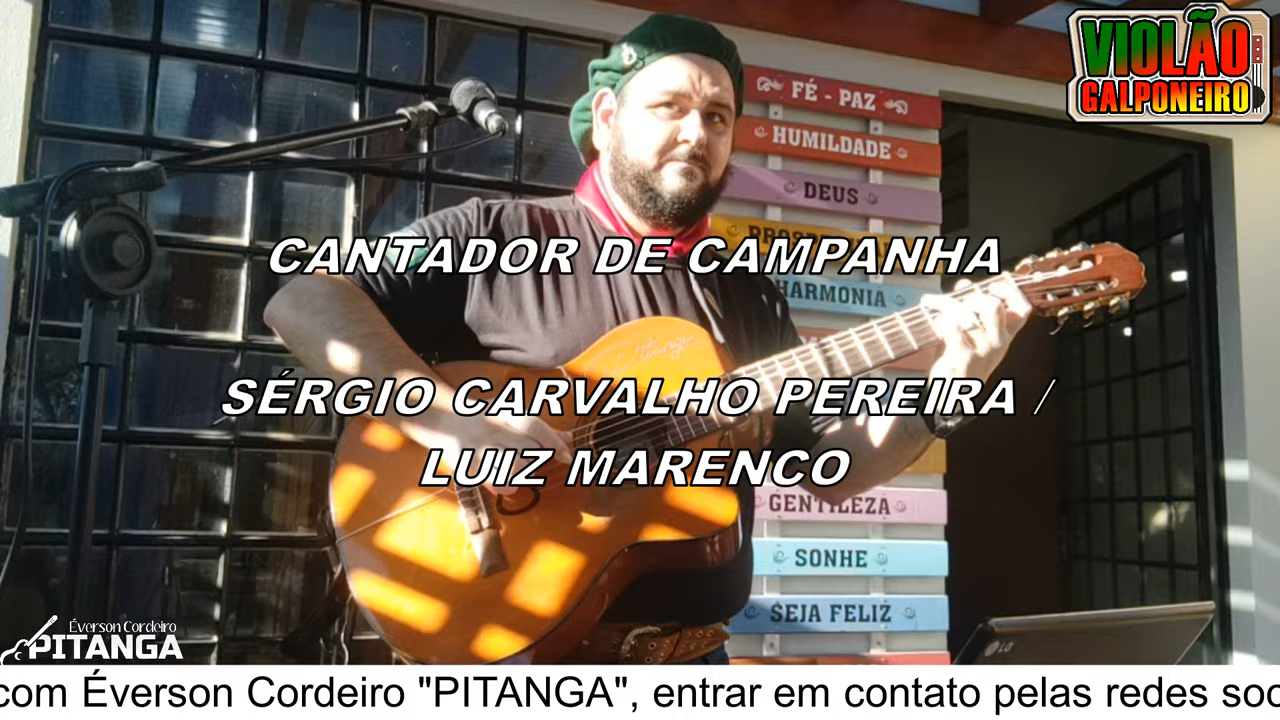 VIOLÃO
GALPONEIRO
FÉ - PAZ
HUMILDADE
DEUS
CANTADOR DE CAMPANHA
HARMONIA
SÉRGIO CARVALHO PEREIRA /
LUIZ MARENCO
GENTILEZA
SONHE
SEJA FELIZ
LG
Éverson Cordeiro
PITANGA
com Éverson Cordeiro "PITANGA", entrar em contato pelas redes soc